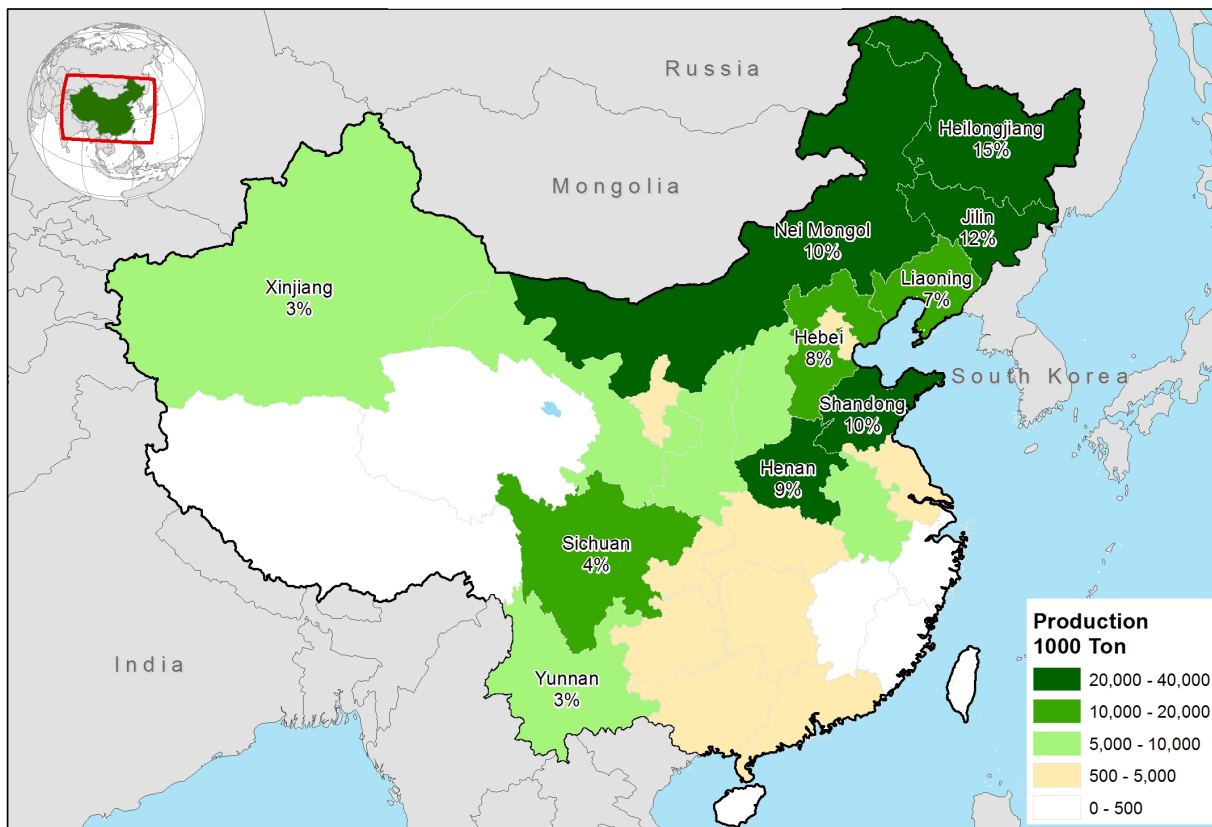 Russia
Mongolia
Heilongjiang
15%
Jilin
12%
Nei Mongol
10%
Liaoning
7%
Xinjiang
3%
Hebei
8%
South Korea
Shandong
10%
Henan
9%
Sichuan
4%
India
Yunnan
3%
Production
1000 Ton
20,000 - 40,000
10,000 - 20,000
5,000 - 10,000
500 - 5,000
0 - 500